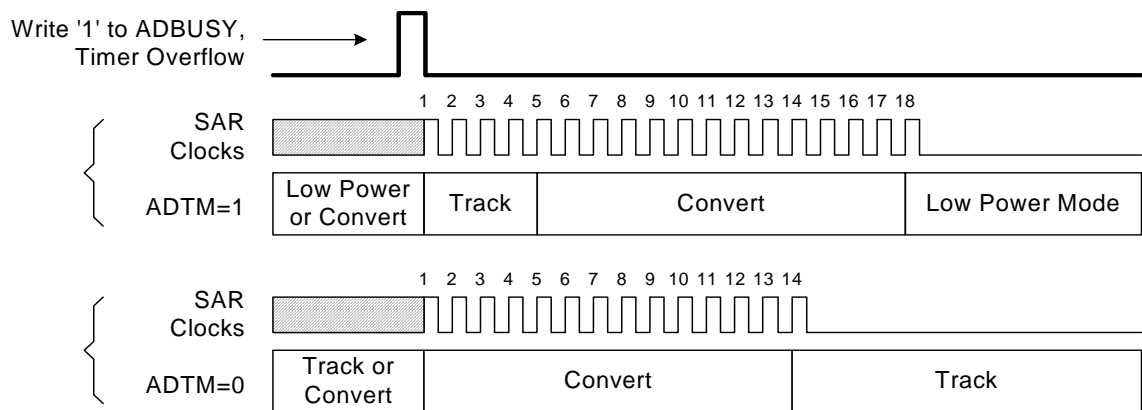 Write '1' to ADBUSY,
Timer Overflow
1 2 3 4 5 6 7 8 9 10 11 12 13 14 15 16 17 18
SAR
Clocks
ADTM=1
Low Power
or Convert
Track
Convert
Low Power Mode
1 2 3 4 5 6 7 8 9 10 11 12 13 14
SAR
Clocks
ADTM=0
Track or
Convert
Convert
Track